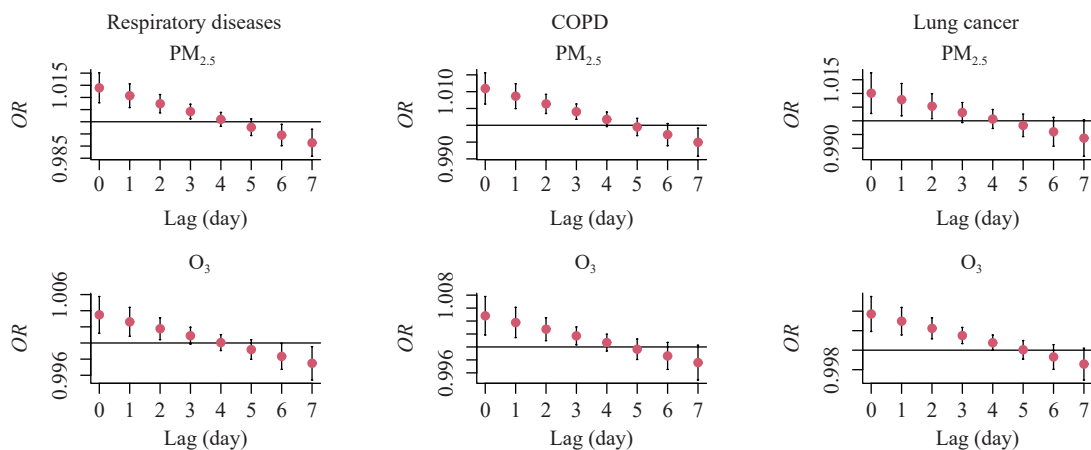 Respiratory diseases
PM2.5
OR
1.015
0.985
0 1 2 3 4 5 6 7
Lag (day)
COPD
PM2.5
OR
1.010
0.990
0 1 2 3 4 5 6 7
Lag (day)
Lung cancer
PM2.5
OR
1.015
0.990
0 1 2 3 4 5 6 7
Lag (day)
O3
OR
1.006
0.996
0 1 2 3 4 5 6 7
Lag (day)
O3
OR
1.008
0.996
0 1 2 3 4 5 6 7
Lag (day)
O3
OR
0.998
0 1 2 3 4 5 6 7
Lag (day)